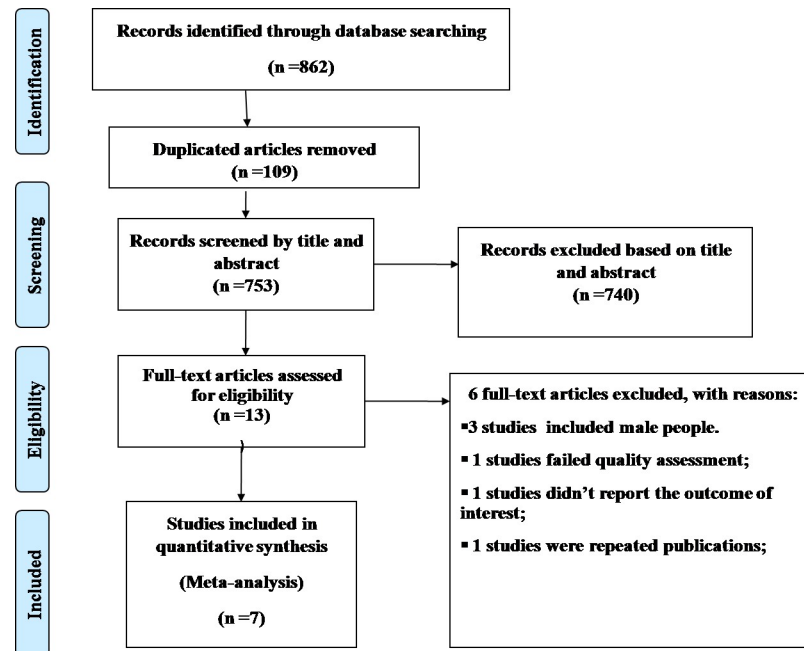 Identification
Records identified through database searching
(n =862)
Duplicated articles removed
(n =109)
Screening
Records screened by title and
abstract
(n =753)
Records excluded based on title
and abstract
(n =740)
Eligibility
Full-text articles assessed
for eligibility
(n =13)
6 full-text articles excluded, with reasons:
▪3 studies included male people.
▪ 1 studies failed quality assessment;
▪ 1 studies didn’t report the outcome of
interest;
▪ 1 studies were repeated publications;
Included
Studies included in
quantitative synthesis
(Meta-analysis)
(n =7)